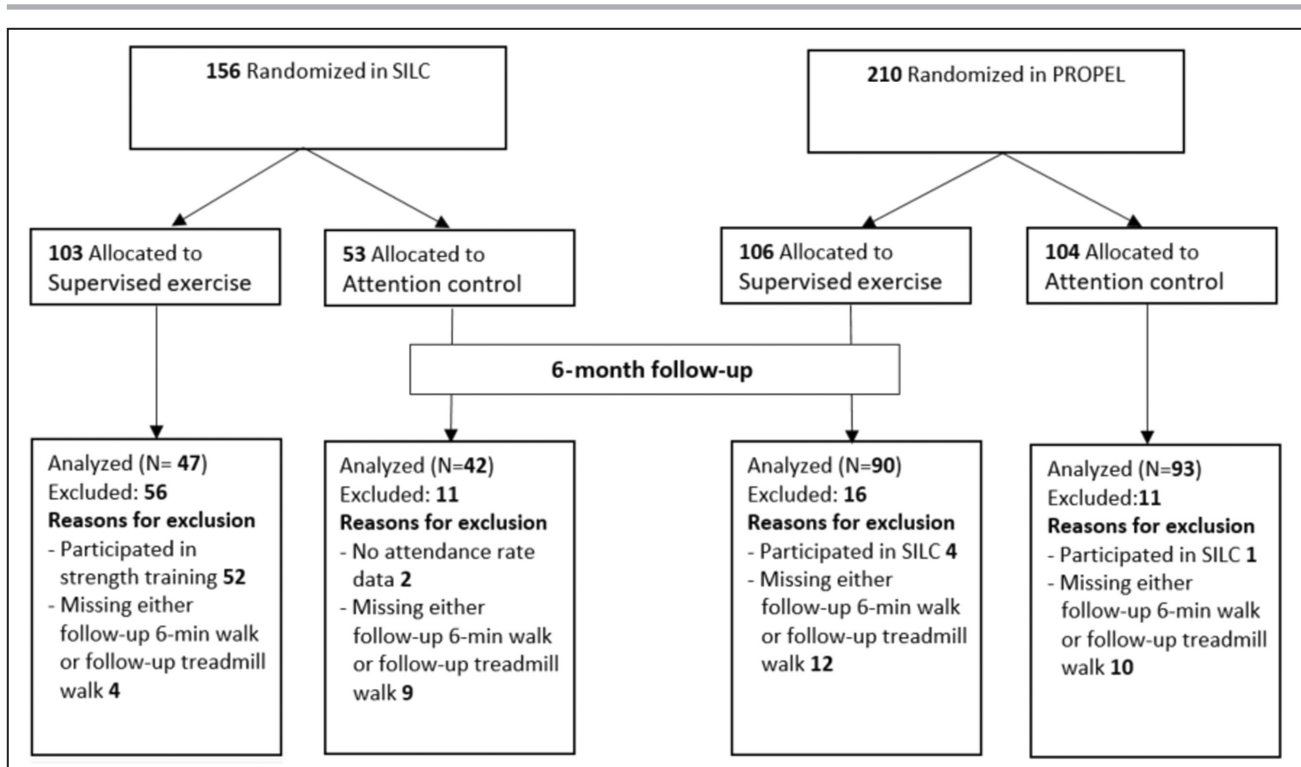 156 Randomized in SILC
210 Randomized in PROPEL
103 Allocated to
Supervised exercise
53 Allocated to
Attention control
106 Allocated to
Supervised exercise
104 Allocated to
Attention control
6-month follow-up
Analyzed (N= 47)
Excluded: 56
Reasons for exclusion
- Participated in
strength training 52
- Missing either
follow-up 6-min walk
or follow-up treadmill
walk 4
Analyzed (N=42)
Excluded: 11
Reasons for exclusion
- No attendance rate
data 2
- Missing either
follow-up 6-min walk
or follow-up treadmill
walk 9
Analyzed (N=90)
Excluded: 16
Reasons for exclusion
- Participated in SILC 4
- Missing either
follow-up 6-min walk
or follow-up treadmill
walk 12
Analyzed (N=93)
Excluded:11
Reasons for exclusion
- Participated in SILC 1
- Missing either
follow-up 6-min walk
or follow-up treadmill
walk 10